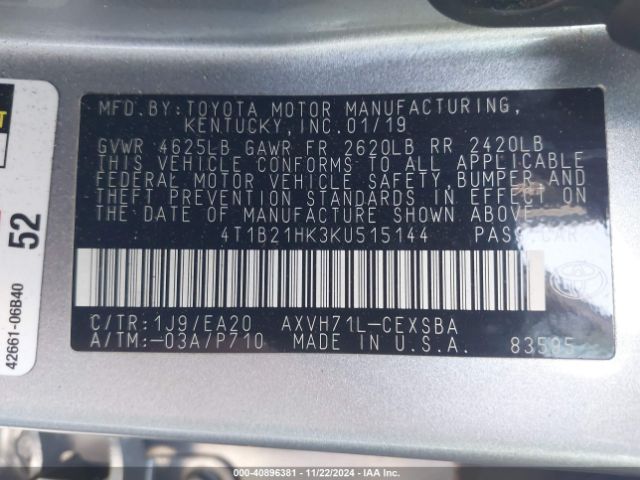 MFD.BY:TOYOTA MOTOR MANUFACTURING,
KENTUCKY,INC.01/19
GVWR 4625LB GAWR FR 2620LB RR 2420LB
THIS VEHICLE CONFORMS TO ALL APPLICABLE
FEDERAL MOTOR VEHICLE SAFETY, BUMPER AND
THEFT PREVENTION STANDARDS IN EFFECT ON
THE DATE OF MANUFACTURE SHOWN ABOVE.
4T1B21HK3KU515144 PASS.CAR
C/TR:1J9/EA20 AXVH71L-CEXSBA
A/TM:-03A/P710 MADE IN U.S.A.
52
42661-06B40
000-40896381 - 11/22/2024 - IAA Inc.